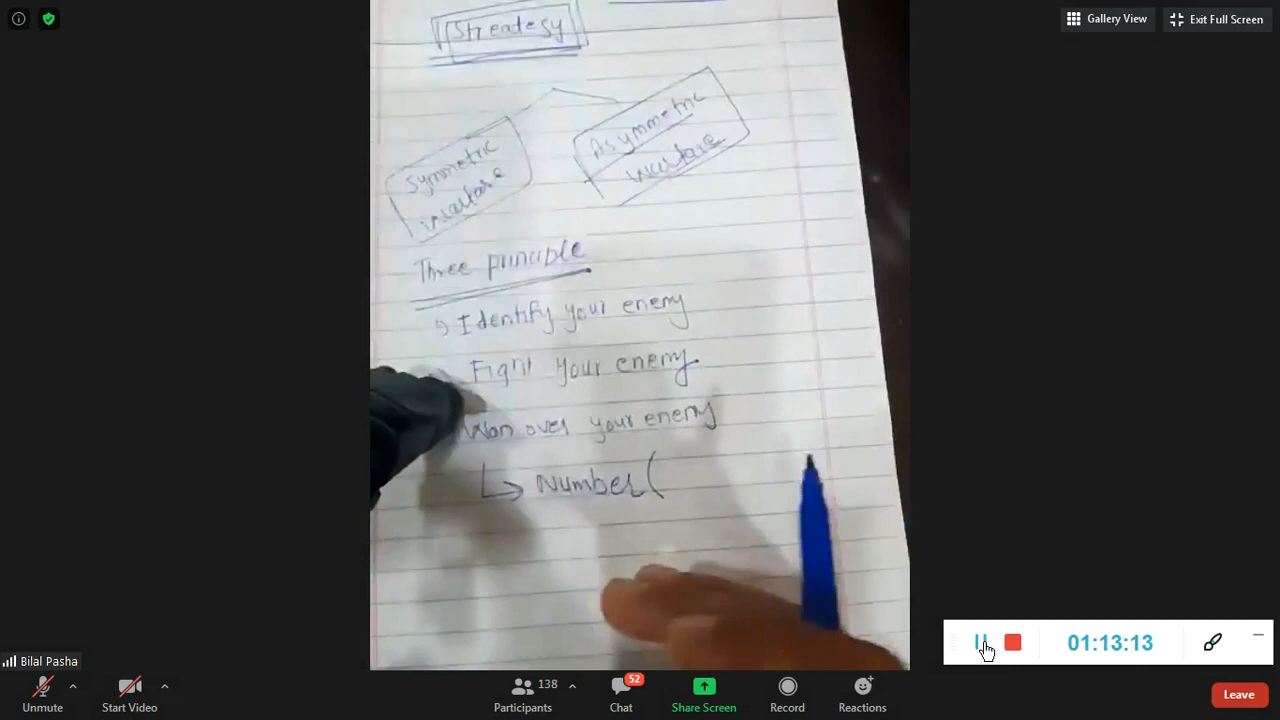 Gallery View
Exit Full Screen
Streatesy
Symmetric
Warfare
Asymmetric
Warfare
Three principle
Identify your enemy
Fight your enemy
Won over your enemy
Number (
01:13:13
Bilal Pasha
Unmute
Start Video
138
Participants
52
Chat
Share Screen
Record
Reactions
Leave